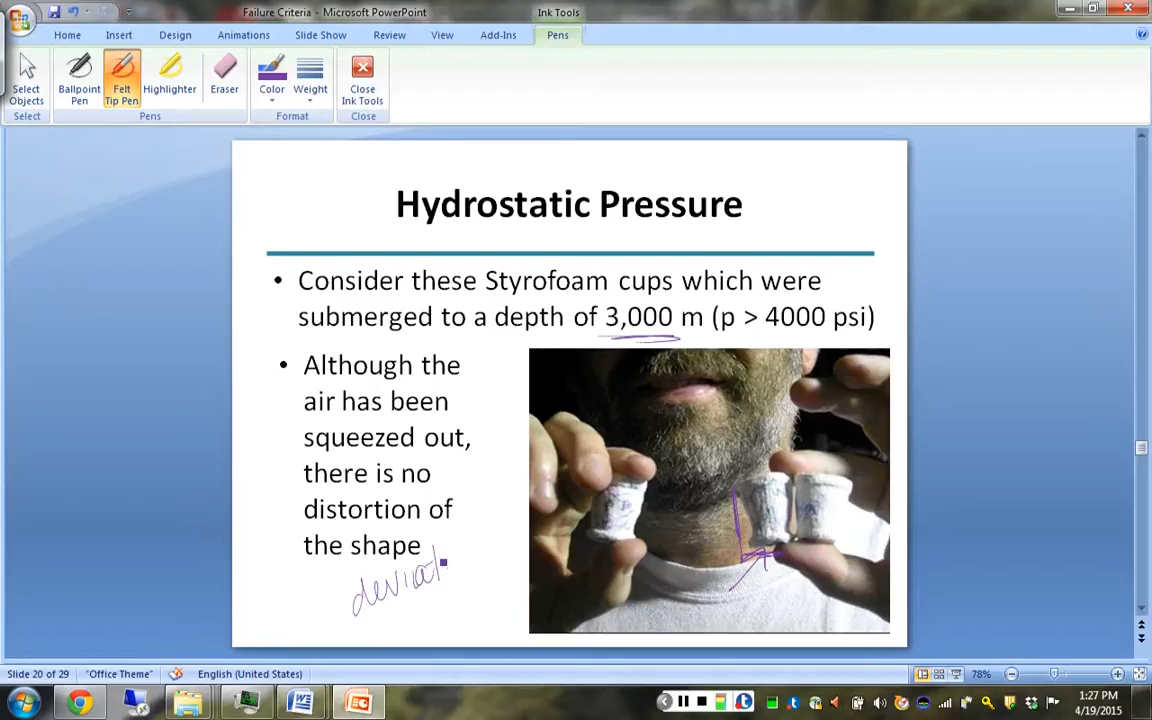 Failure Criteria - Microsoft PowerPoint
Ink Tools
Home Insert Design Animations Slide Show Review View Add-Ins Pens
Select Objects
Ballpoint Pen
Felt Tip Pen
Highlighter
Eraser
Color
Weight
Close Ink Tools
Select Pens Format Close
Hydrostatic Pressure
• Consider these Styrofoam cups which were
submerged to a depth of 3,000 m (p > 4000 psi)
• Although the
air has been
squeezed out,
there is no
distortion of
the shape
deviat
Slide 20 of 29 "Office Theme" English (United States) 78%
1:27 PM
4/19/2015